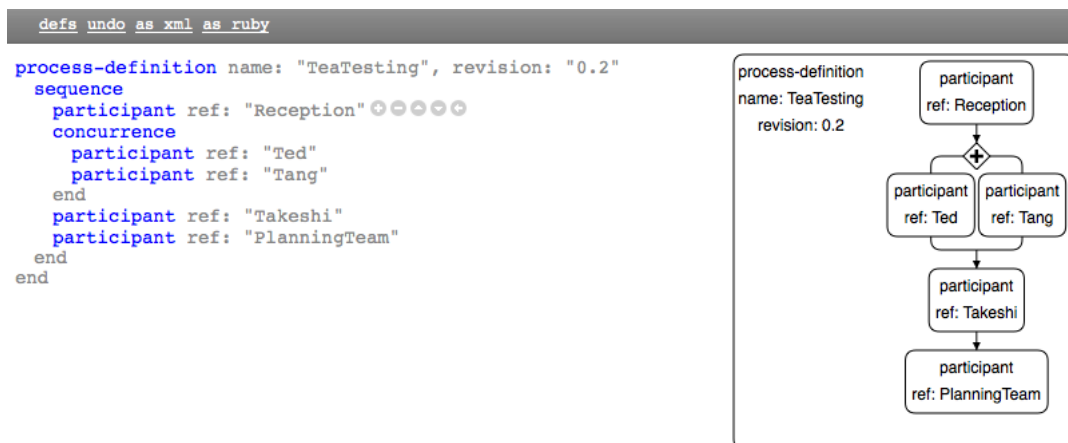 defs undo as xml as ruby
process-definition name: "TeaTesting", revision: "0.2"
sequence
participant ref: "Reception"
concurrence
participant ref: "Ted"
participant ref: "Tang"
end
participant ref: "Takeshi"
participant ref: "PlanningTeam"
end
end
process-definition
name: TeaTesting
revision: 0.2
participant
ref: Reception
participant
ref: Ted
participant
ref: Tang
participant
ref: Takeshi
participant
ref: PlanningTeam